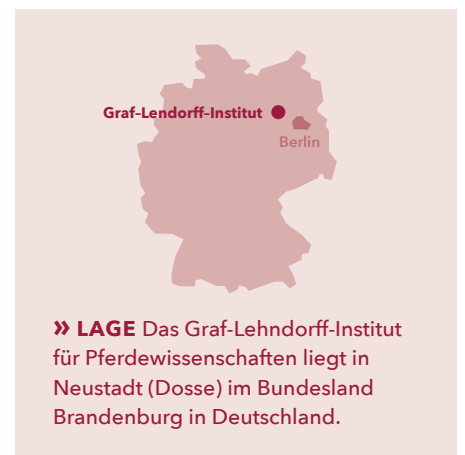 Graf-Lendorff-Institut
Berlin
» LAGE Das Graf-Lehndorff-Institut
für Pferdewissenschaften liegt in
Neustadt (Dosse) im Bundesland
Brandenburg in Deutschland.